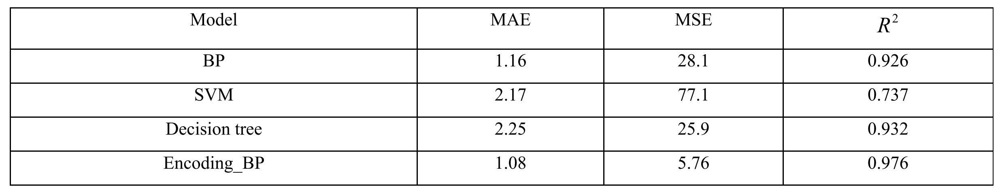 Model MAE MSE R²
BP 1.16 28.1 0.926
SVM 2.17 77.1 0.737
Decision tree 2.25 25.9 0.932
Encoding_BP 1.08 5.76 0.976